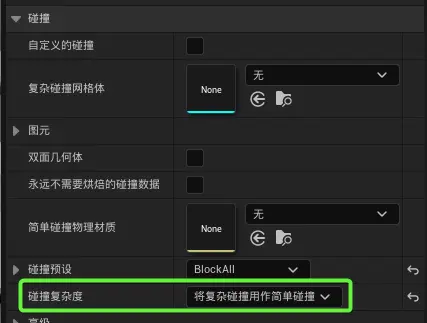 碰撞
自定义的碰撞
复杂碰撞网格体
None
无
图元
双面几何体
永远不需要烘焙的碰撞数据
简单碰撞物理材质
None
无
碰撞预设
BlockAll
碰撞复杂度
将复杂碰撞用作简单碰撞
高级